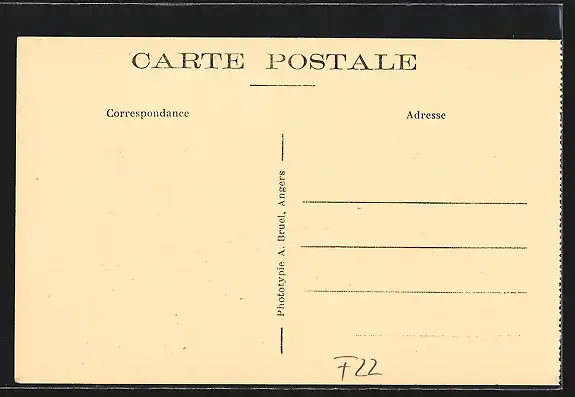 CARTE POSTALE
Correspondance
Adresse
Phototypie A. Bruel, Angers
F22